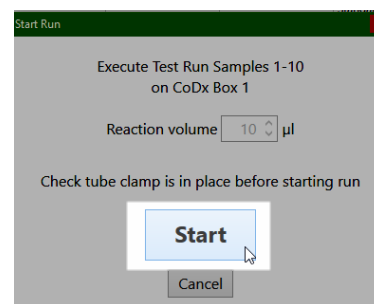 Start Run
Execute Test Run Samples 1-10
on CoDx Box 1
Reaction volume 10 µl
Check tube clamp is in place before starting run
Start
Cancel